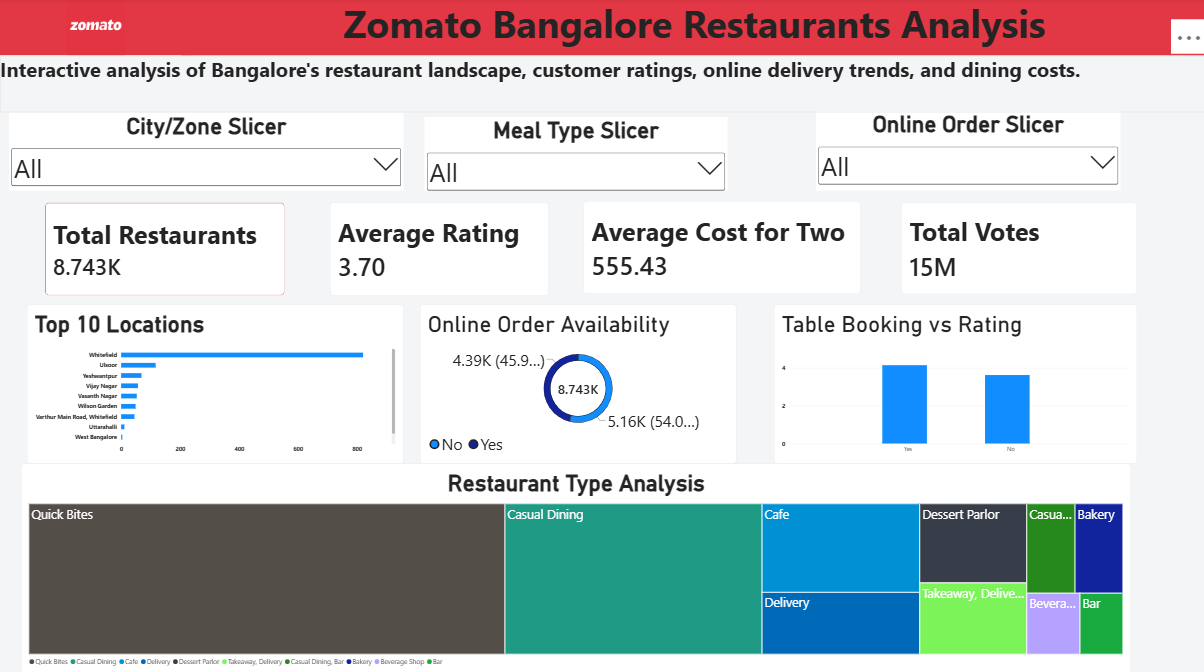 zomato
Zomato Bangalore Restaurants Analysis
...
Interactive analysis of Bangalore's restaurant landscape, customer ratings, online delivery trends, and dining costs.
City/Zone Slicer
All
Meal Type Slicer
All
Online Order Slicer
All
Total Restaurants
8.743K
Average Rating
3.70
Average Cost for Two
555.43
Total Votes
15M
Top 10 Locations
Whitefield
Ulsoor
Yeshwantpur
Vijay Nagar
Vasanth Nagar
Wilson Garden
Varthur Main Road, Whitefield
Uttarahalli
West Bangalore
0 200 400 600 800
Online Order Availability
4.39K (45.9...)
8.743K
5.16K (54.0...)
No Yes
Table Booking vs Rating
4
2
0
Yes No
Restaurant Type Analysis
Quick Bites
Casual Dining
Cafe
Delivery
Dessert Parlor
Takeaway, Delive...
Casua...
Bakery
Bevera...
Bar
Quick Bites Casual Dining Cafe Delivery Dessert Parlor Takeaway, Delivery Casual Dining, Bar Bakery Beverage Shop Bar